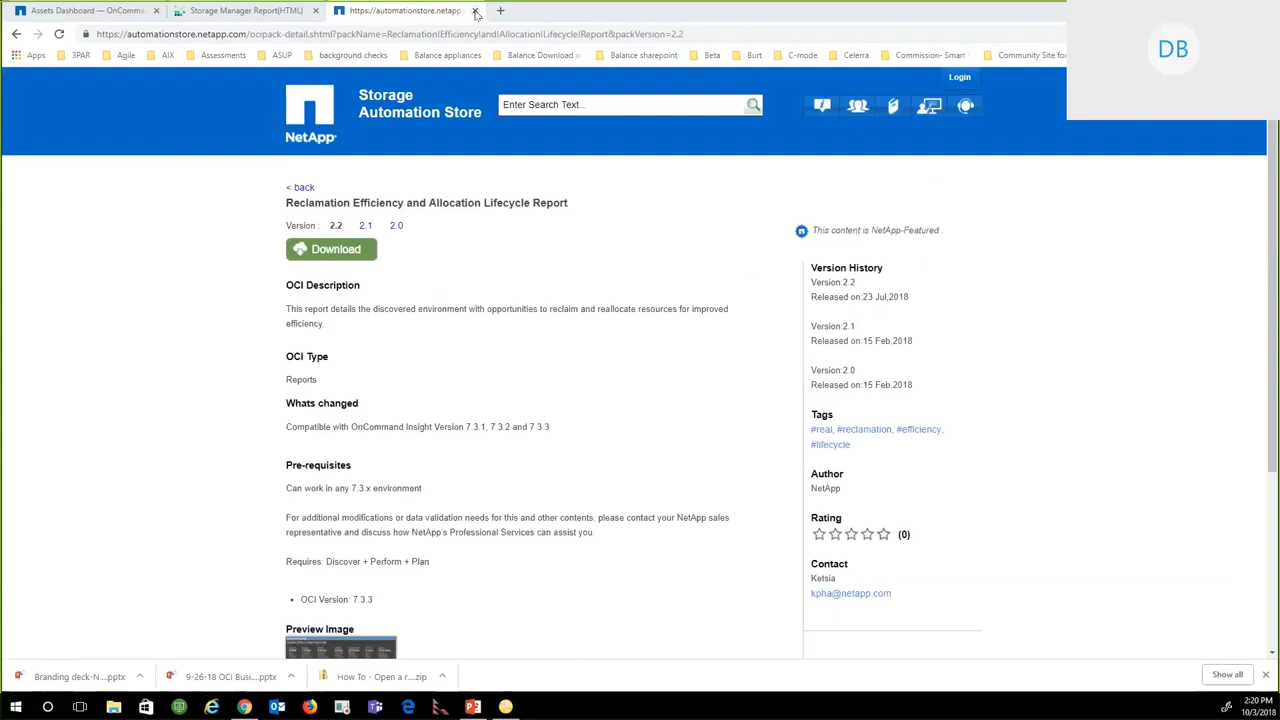 Assets Dashboard — OnComma
Storage Manager Report(HTML)
https://automationstore.netapp.
https://automationstore.netapp.com/ocipack-detail.shtml?packName=Reclamation|Efficiency|and|Allocation|Lifecycle|Report&packVersion=2.2
Apps
3PAR
Agile
AIX
Assessments
ASUP
background checks
Balance appliances
Balance Download in
Balance sharepoint
Beta
Burt
C-mode
Celerra
Commission- Smart
Community Site fo
DB
Login
NetApp
Storage
Automation Store
Enter Search Text...
< back
Reclamation Efficiency and Allocation Lifecycle Report
Version : 2.2 2.1 2.0
Download
This content is NetApp-Featured .
OCI Description
This report details the discovered environment with opportunities to reclaim and reallocate resources for improved
efficiency.
OCI Type
Reports
Whats changed
Compatible with OnCommand Insight Version 7.3.1, 7.3.2 and 7.3.3
Pre-requisites
Can work in any 7.3.x environment
For additional modifications or data validation needs for this and other contents, please contact your NetApp sales
representative and discuss how NetApp's Professional Services can assist you.
Requires: Discover + Perform + Plan
• OCI Version: 7.3.3
Preview Image
Version History
Version:2.2
Released on:23 Jul,2018
Version:2.1
Released on:15 Feb,2018
Version:2.0
Released on:15 Feb,2018
Tags
#real, #reclamation, #efficiency,
#lifecycle
Author
NetApp
Rating
(0)
Contact
Ketsia
kpha@netapp.com
Branding deck-N....pptx
9-26-18 OCI Busi....pptx
How To - Open a r....zip
Show all
2:20 PM
10/3/2018